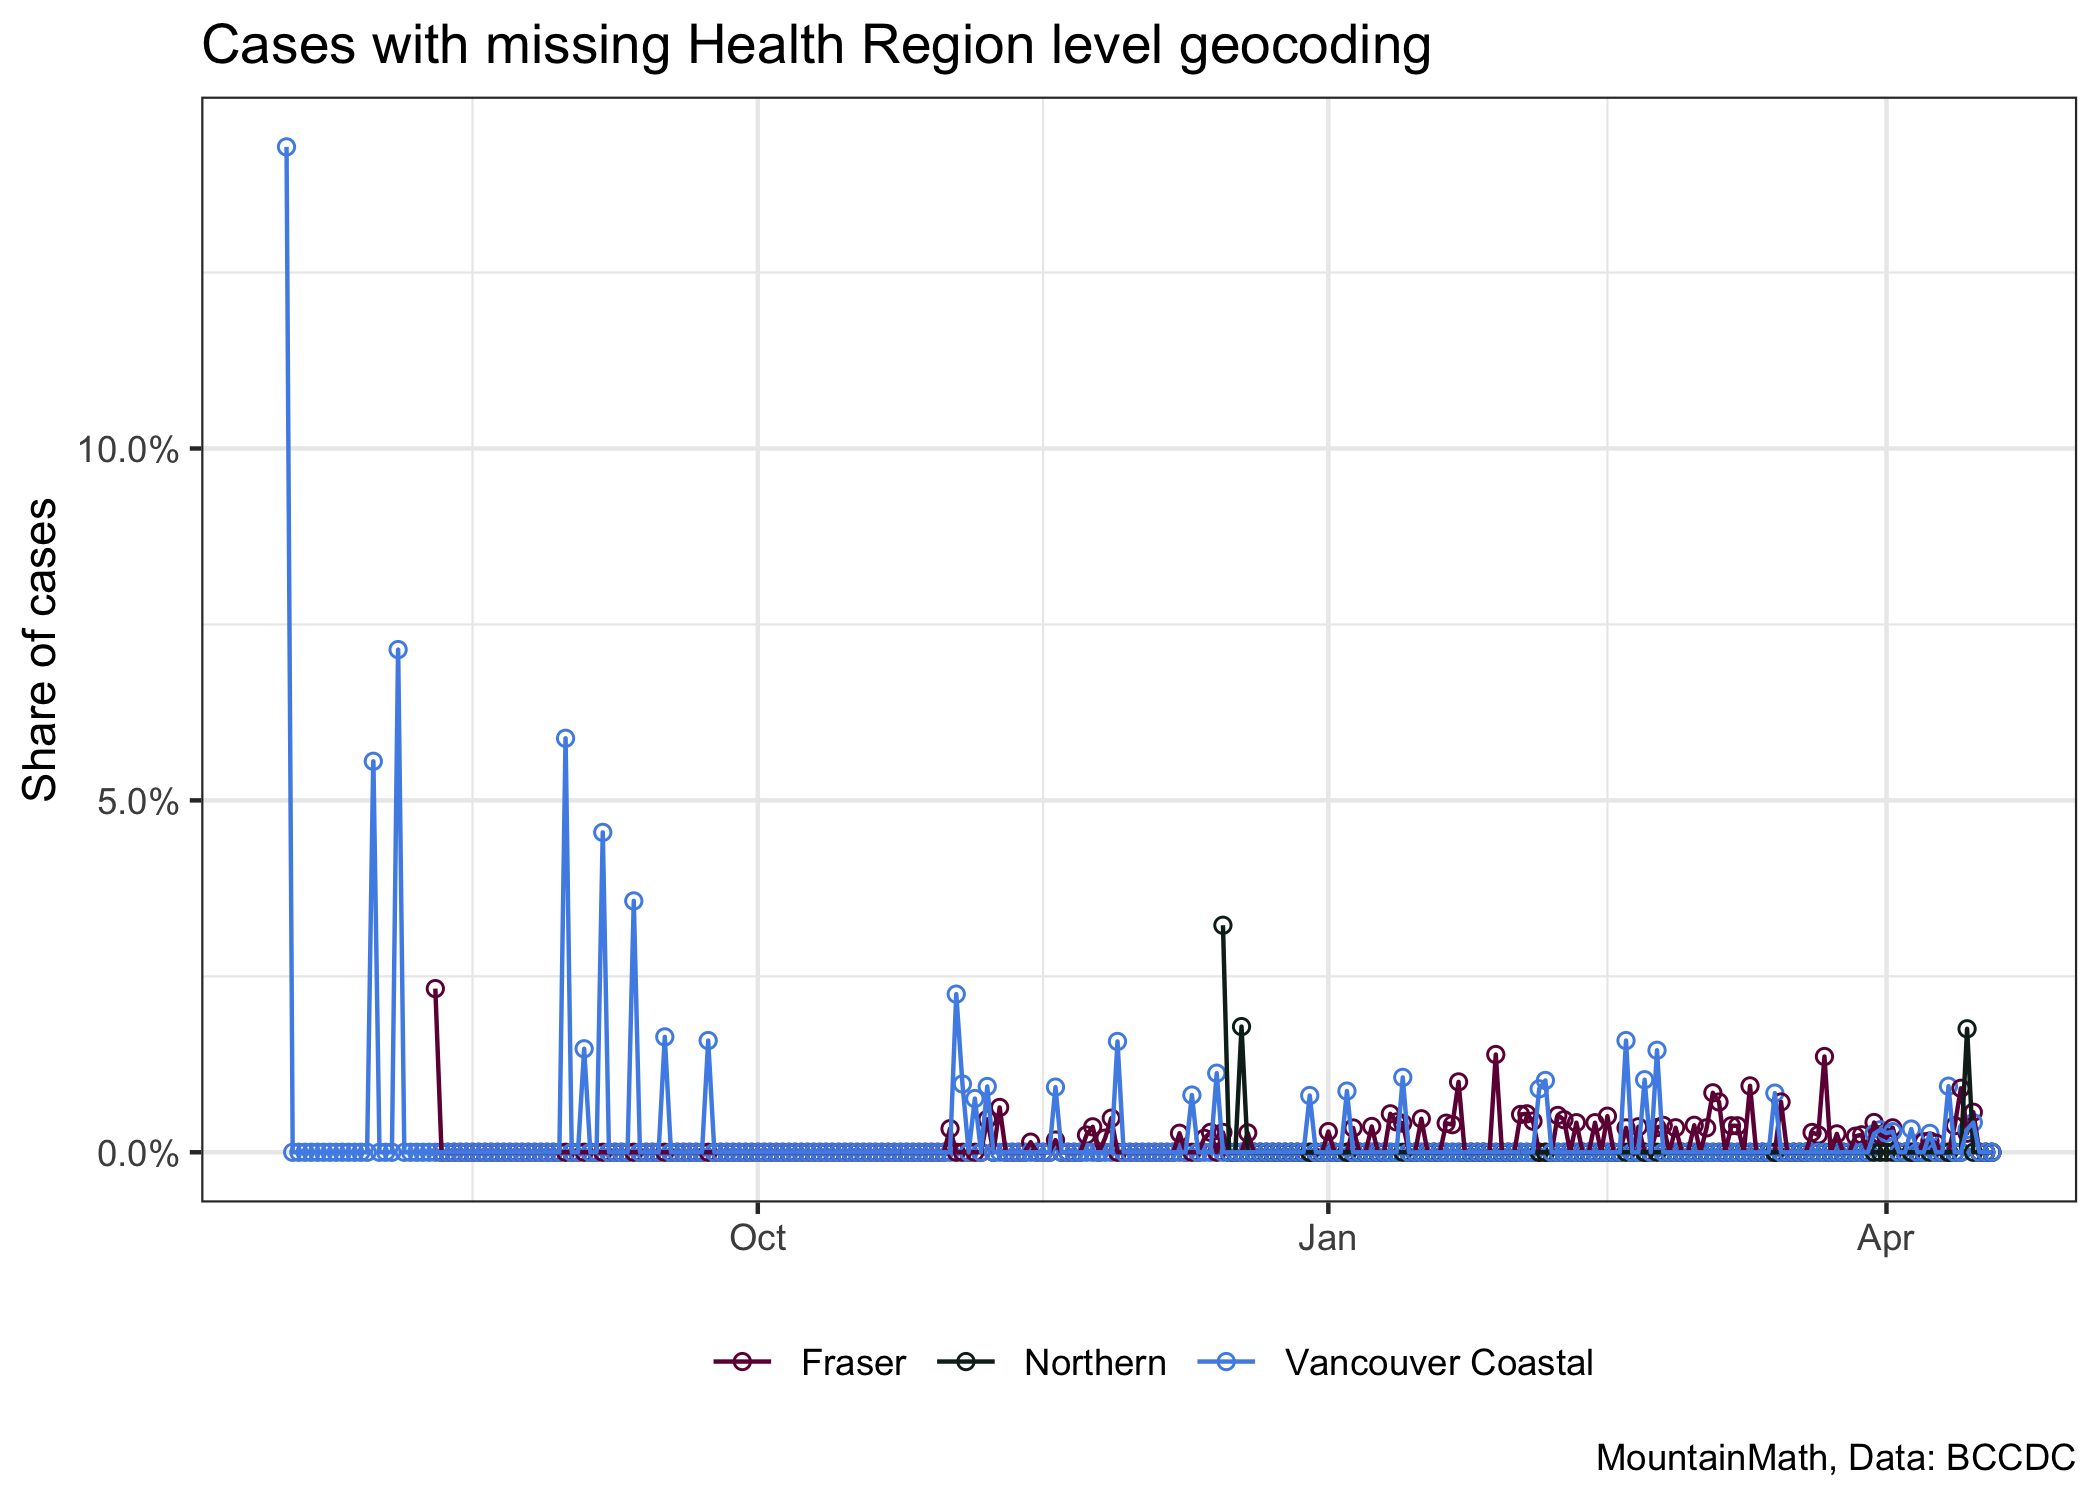 Cases with missing Health Region level geocoding
Share of cases
10.0%
5.0%
0.0%
Oct
Jan
Apr
Fraser
Northern
Vancouver Coastal
MountainMath, Data: BCCDC